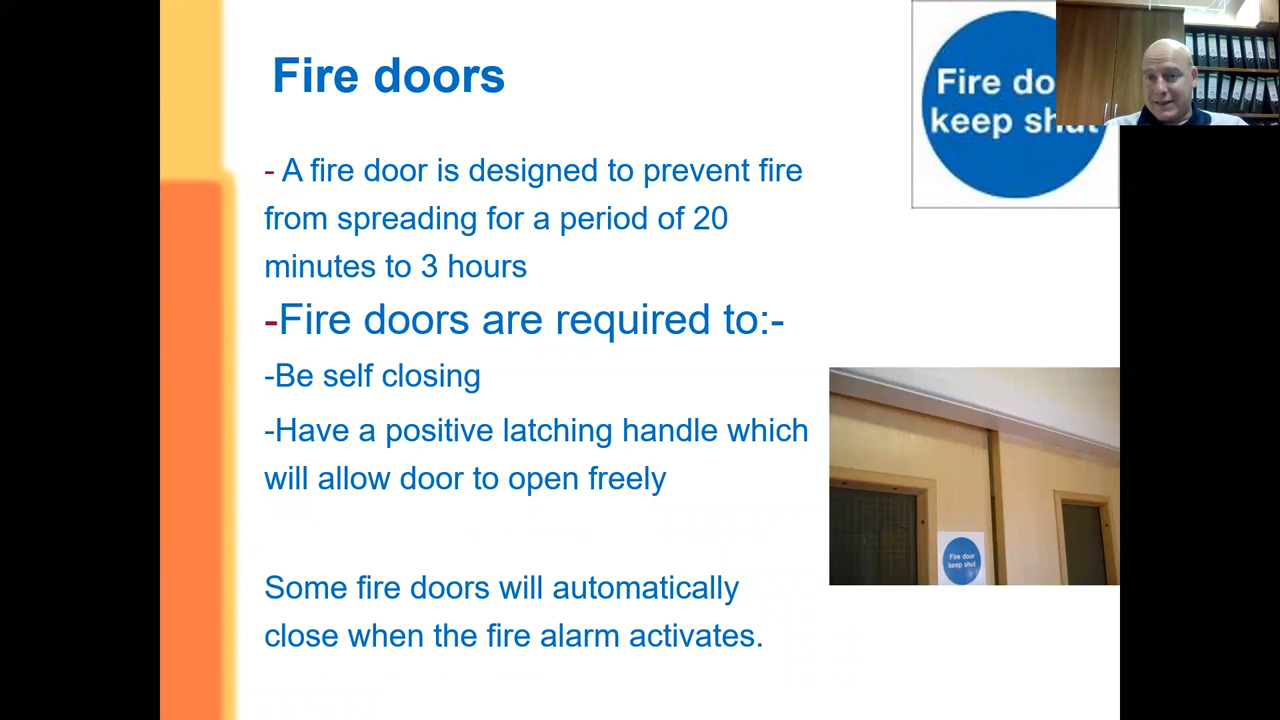 Fire doors
Fire do
keep shut
- A fire door is designed to prevent fire
from spreading for a period of 20
minutes to 3 hours
-Fire doors are required to:-
-Be self closing
-Have a positive latching handle which
will allow door to open freely
Fire door
keep shut
Some fire doors will automatically
close when the fire alarm activates.